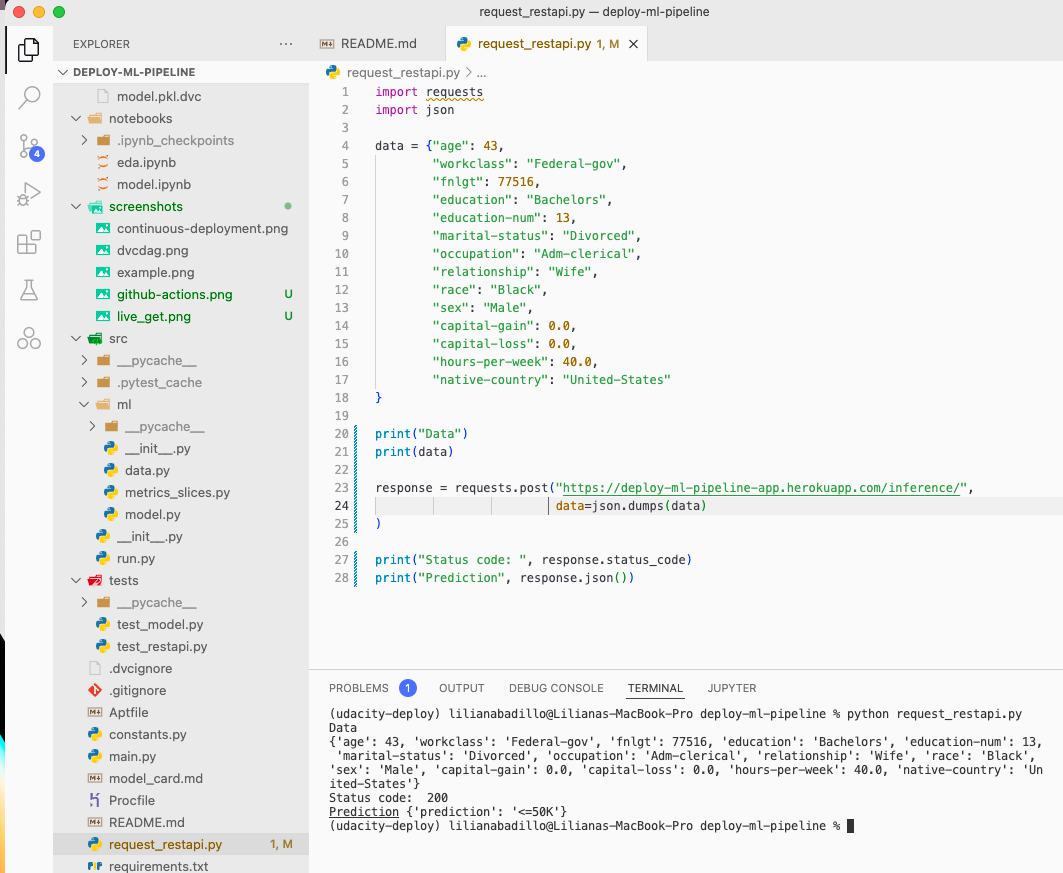 request_restapi.py — deploy-ml-pipeline
EXPLORER
···
README.md
request_restapi.py 1, M
DEPLOY-ML-PIPELINE
model.pkl.dvc
notebooks
.ipynb_checkpoints
eda.ipynb
model.ipynb
screenshots
continuous-deployment.png
dvcdag.png
example.png
github-actions.png U
live_get.png U
src
__pycache__
.pytest_cache
ml
__pycache__
__init__.py
data.py
metrics_slices.py
model.py
__init__.py
run.py
tests
__pycache__
test_model.py
test_restapi.py
.dvcignore
.gitignore
Aptfile
constants.py
main.py
model_card.md
Procfile
README.md
request_restapi.py 1, M
requirements.txt
4
request_restapi.py > ...
1 import requests
2 import json
3
4 data = {"age": 43,
5 "workclass": "Federal-gov",
6 "fnlgt": 77516,
7 "education": "Bachelors",
8 "education-num": 13,
9 "marital-status": "Divorced",
10 "occupation": "Adm-clerical",
11 "relationship": "Wife",
12 "race": "Black",
13 "sex": "Male",
14 "capital-gain": 0.0,
15 "capital-loss": 0.0,
16 "hours-per-week": 40.0,
17 "native-country": "United-States"
18 }
19
20 print("Data")
21 print(data)
22
23 response = requests.post("https://deploy-ml-pipeline-app.herokuapp.com/inference/",
24 data=json.dumps(data)
25 )
26
27 print("Status code: ", response.status_code)
28 print("Prediction", response.json())
PROBLEMS 1 OUTPUT DEBUG CONSOLE TERMINAL JUPYTER
(udacity-deploy) lilianabadillo@Lilianas-MacBook-Pro deploy-ml-pipeline % python request_restapi.py
Data
{'age': 43, 'workclass': 'Federal-gov', 'fnlgt': 77516, 'education': 'Bachelors', 'education-num': 13,
'marital-status': 'Divorced', 'occupation': 'Adm-clerical', 'relationship': 'Wife', 'race': 'Black',
'sex': 'Male', 'capital-gain': 0.0, 'capital-loss': 0.0, 'hours-per-week': 40.0, 'native-country': 'Un
ited-States'}
Status code:  200
Prediction {'prediction': '<=50K'}
(udacity-deploy) lilianabadillo@Lilianas-MacBook-Pro deploy-ml-pipeline %